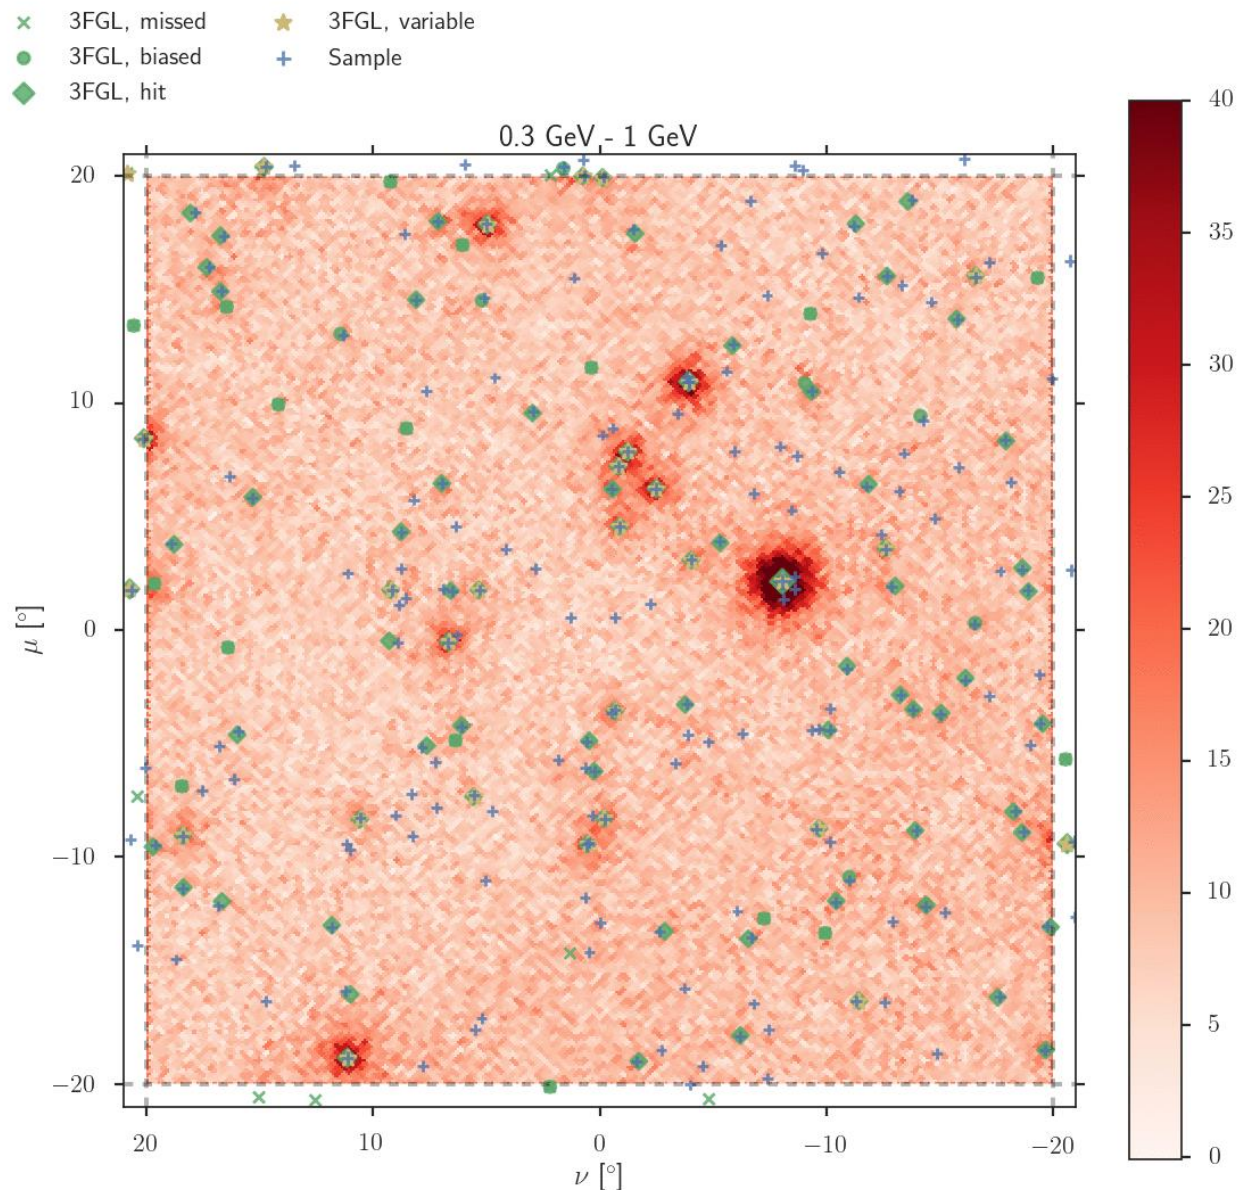 3FGL, missed
3FGL, variable
3FGL, biased
Sample
3FGL, hit
0.3 GeV - 1 GeV
20
10
0
−10
−20
μ [°]
20
10
0
−10
−20
ν [°]
40
35
30
25
20
15
10
5
0